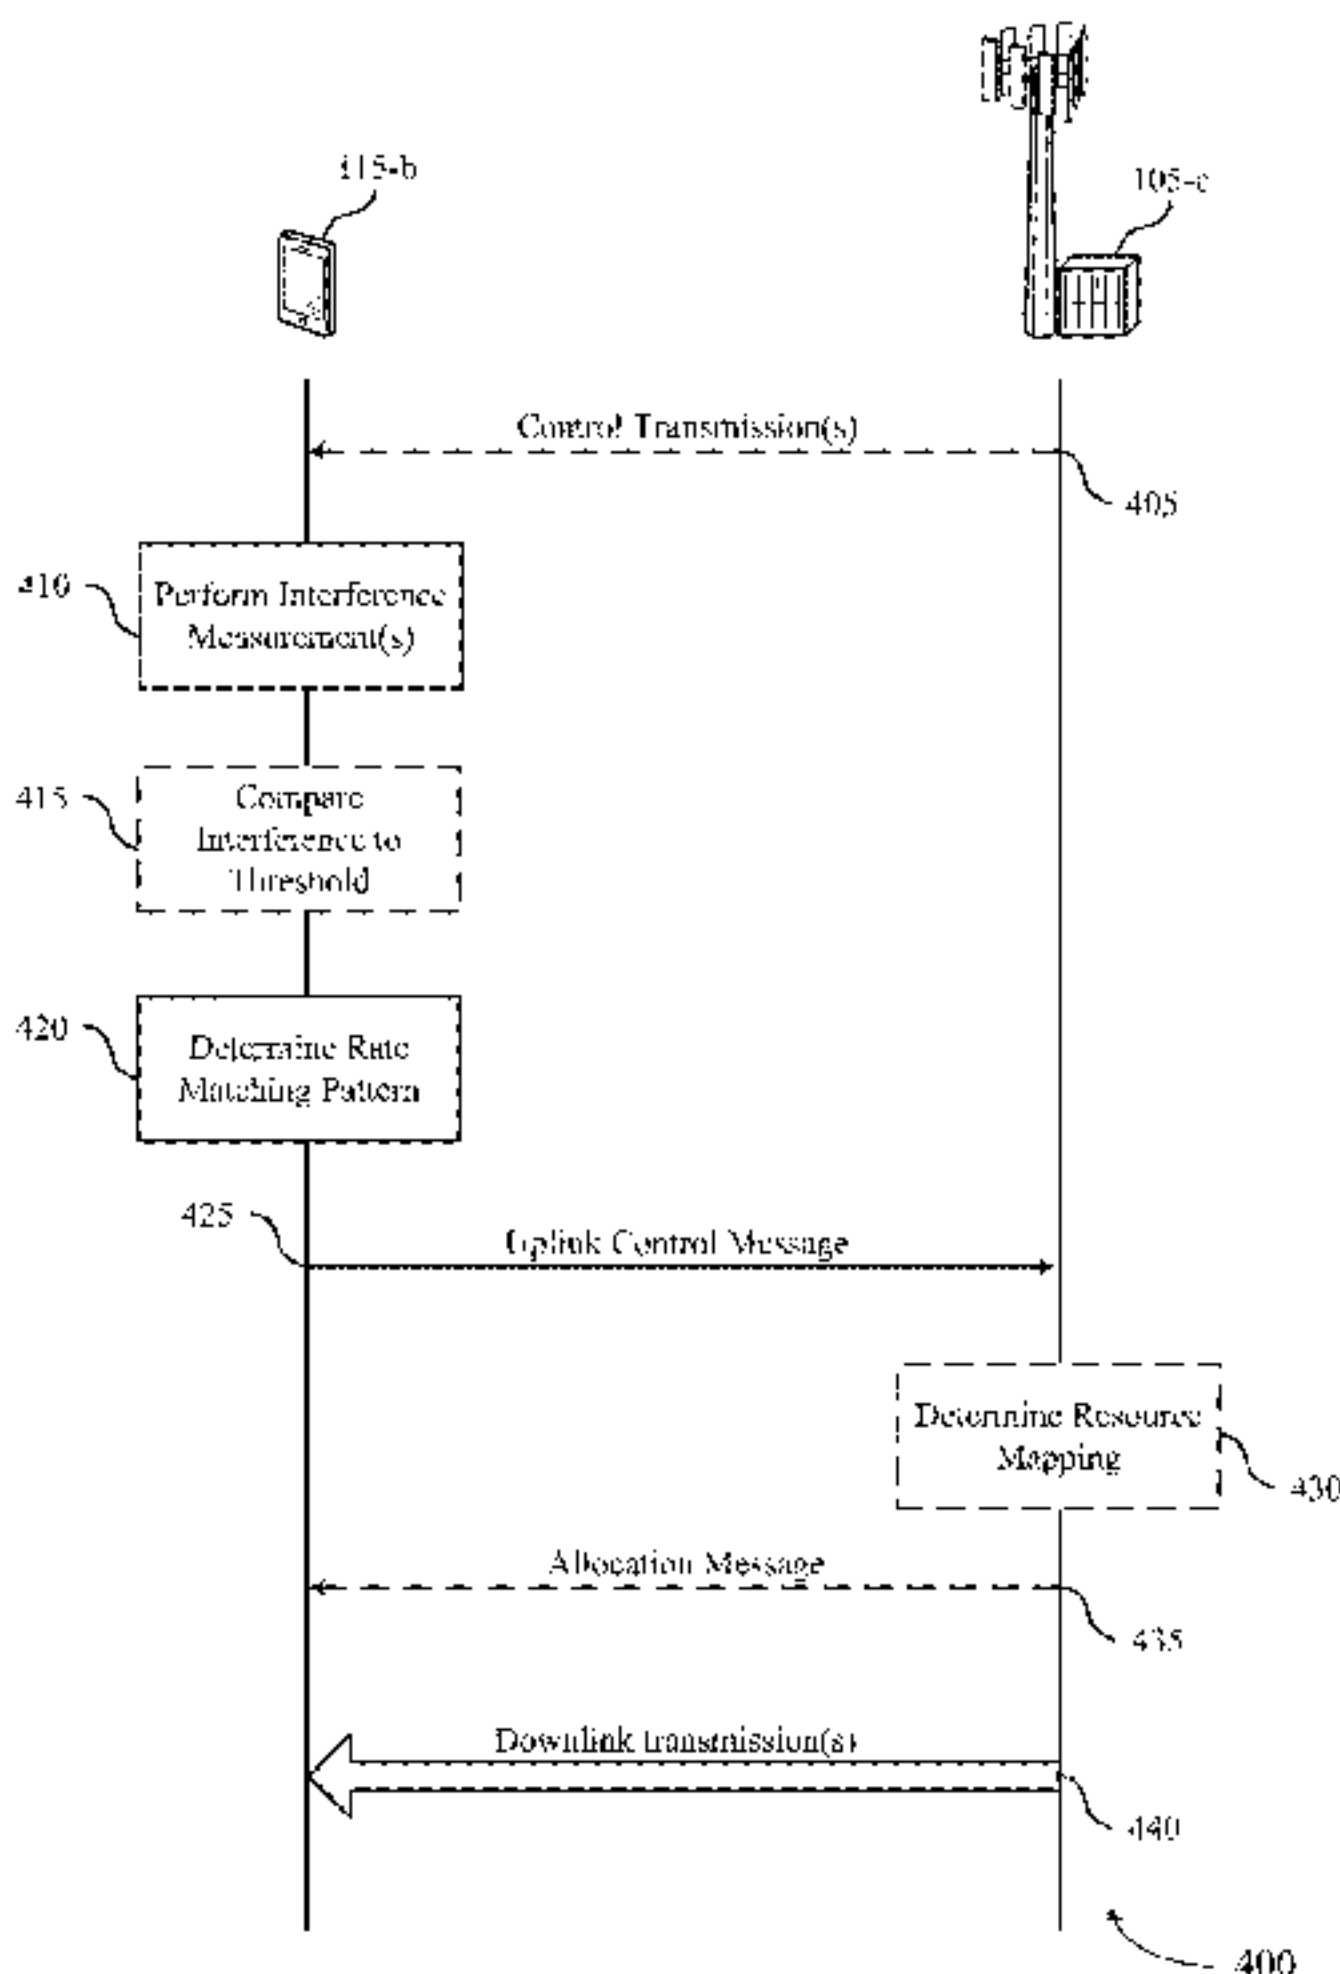 115-b
105-c
Control Transmission(s)
405
410
Perform Interference
Measurement(s)
415
Compare
Interference to
Threshold
420
Determine Rate
Matching Pattern
425
Uplink Control Message
Determine Resource
Mapping
430
Allocation Message
435
Downlink transmission(s)
440
400